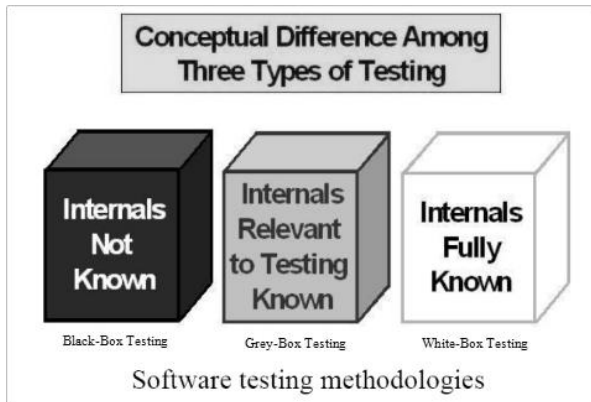 Conceptual Difference Among
Three Types of Testing
Internals
Not
Known
Internals
Relevant
to Testing
Known
Internals
Fully
Known
Black-Box Testing
Grey-Box Testing
White-Box Testing
Software testing methodologies